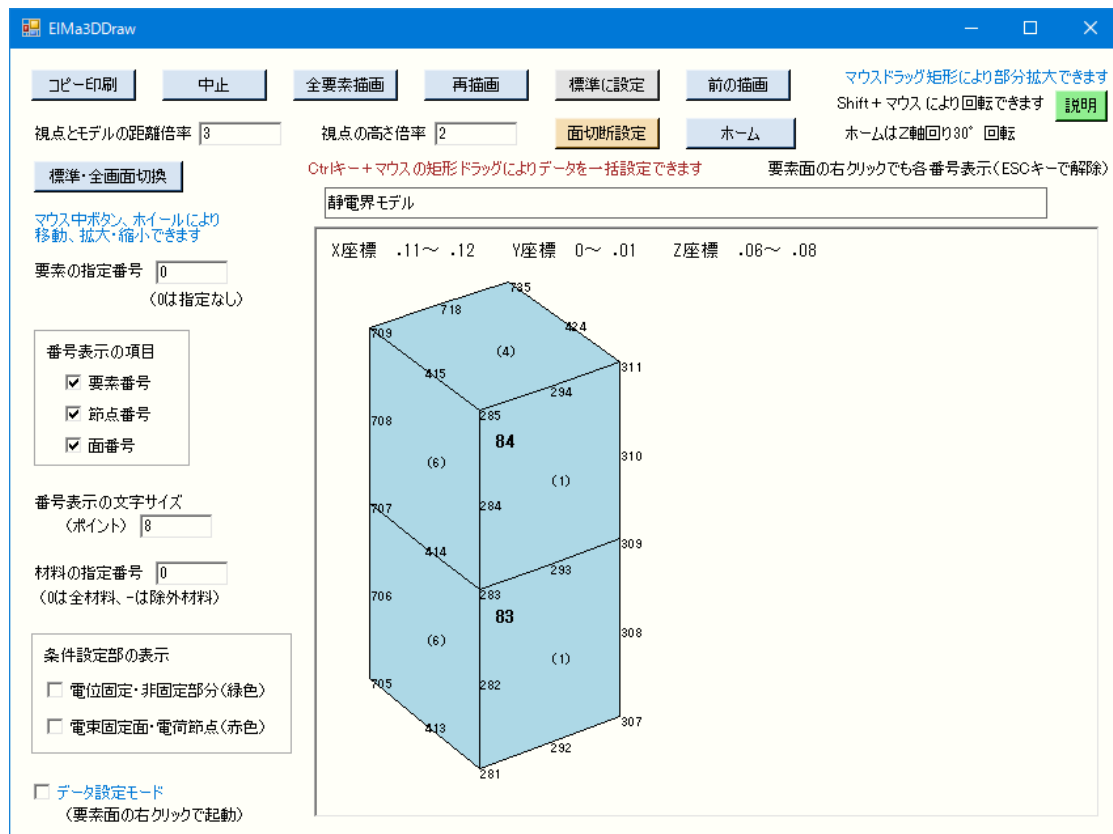 ElMa3DDraw
コピー印刷 中止 全要素描画 再描画 標準に設定 前の描画 マウスドラッグ矩形により部分拡大できます
Shift+マウスにより回転できます 説明
視点とモデルの距離倍率 3 視点の高さ倍率 2 面切断設定 ホーム ホームはZ軸回り30°回転
標準・全画面切換 Ctrlキー+マウスの矩形ドラッグによりデータを一括設定できます 要素面の右クリックでも各番号表示(ESCキーで解除)
静電界モデル
マウス中ボタン、ホイールにより
移動、拡大・縮小できます
要素の指定番号 0
(0は指定なし)
番号表示の項目
要素番号
節点番号
面番号
番号表示の文字サイズ
(ポイント) 8
材料の指定番号 0
(0は全材料、-は除外材料)
条件設定部の表示
電位固定・非固定部分(緑色)
電束固定面・電荷節点(赤色)
データ設定モード
(要素面の右クリックで起動)
X座標 .11～ .12 Y座標 0～ .01 Z座標 .06～ .08
735
718
424
709
(4)
311
415
294
285
708
84
310
(6)
(1)
284
707
309
414
293
283
706
83
308
(6)
(1)
282
705
307
413
292
281